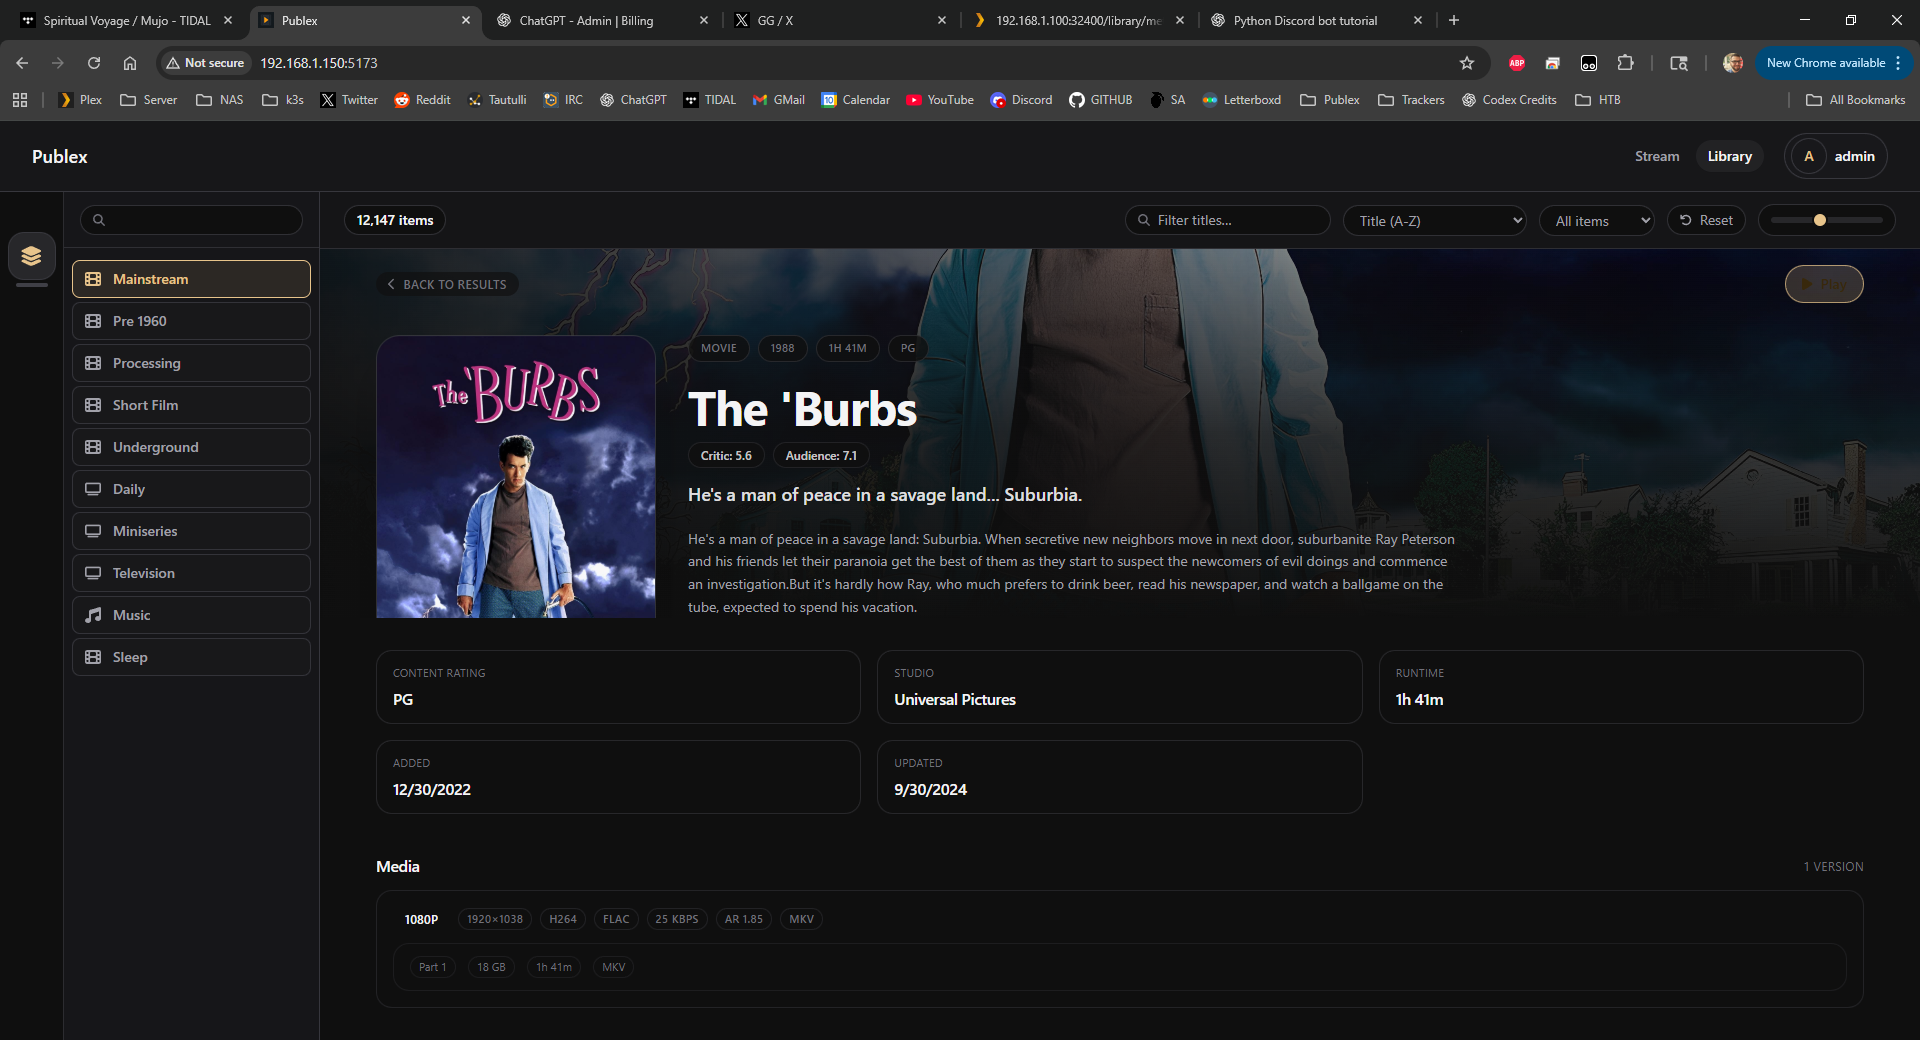 Spiritual Voyage / Mujo - TIDAL
Publex
ChatGPT - Admin | Billing
GG / X
192.168.1.100:32400/library/me
Python Discord bot tutorial
Not secure
192.168.1.150:5173
ABP
New Chrome available
Plex
Server
NAS
k3s
Twitter
Reddit
Tautulli
IRC
ChatGPT
TIDAL
GMail
Calendar
YouTube
Discord
GITHUB
SA
Letterboxd
Publex
Trackers
Codex Credits
HTB
All Bookmarks
Publex
Stream
Library
A
admin
12,147 items
Filter titles...
Title (A-Z)
All items
Reset
Mainstream
Pre 1960
Processing
Short Film
Underground
Daily
Miniseries
Television
Music
Sleep
BACK TO RESULTS
Play
The 'BURBS
MOVIE
1988
1H 41M
PG
The 'Burbs
Critic: 5.6
Audience: 7.1
He's a man of peace in a savage land... Suburbia.
He's a man of peace in a savage land: Suburbia. When secretive new neighbors move in next door, suburbanite Ray Peterson
and his friends let their paranoia get the best of them as they start to suspect the newcomers of evil doings and commence
an investigation.But it's hardly how Ray, who much prefers to drink beer, read his newspaper, and watch a ballgame on the
tube, expected to spend his vacation.
CONTENT RATING
PG
STUDIO
Universal Pictures
RUNTIME
1h 41m
ADDED
12/30/2022
UPDATED
9/30/2024
Media
1 VERSION
1080P
1920×1038
H264
FLAC
25 KBPS
AR 1.85
MKV
Part 1
18 GB
1h 41m
MKV